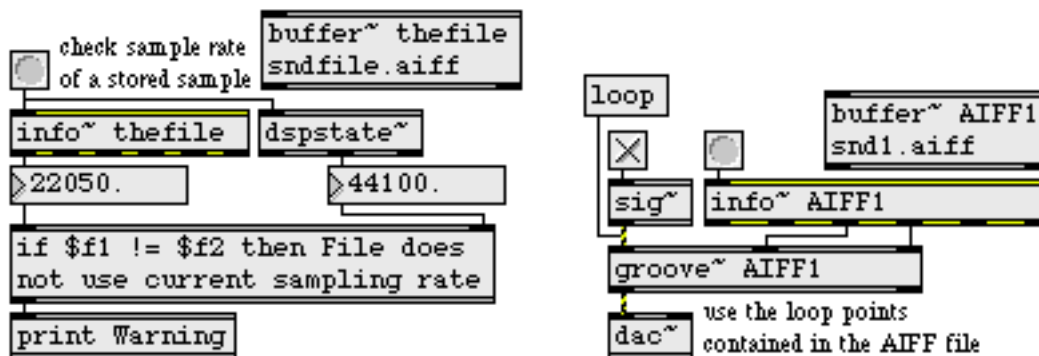 check sample rate
of a stored sample
buffer~ thefile
sndfile.aiff
info~ thefile
dspstate~
22050.
44100.
if $f1 != $f2 then File does
not use current sampling rate
print Warning
loop
buffer~ AIFF1
snd1.aiff
sig~
info~ AIFF1
groove~ AIFF1
dac~
use the loop points
contained in the AIFF file